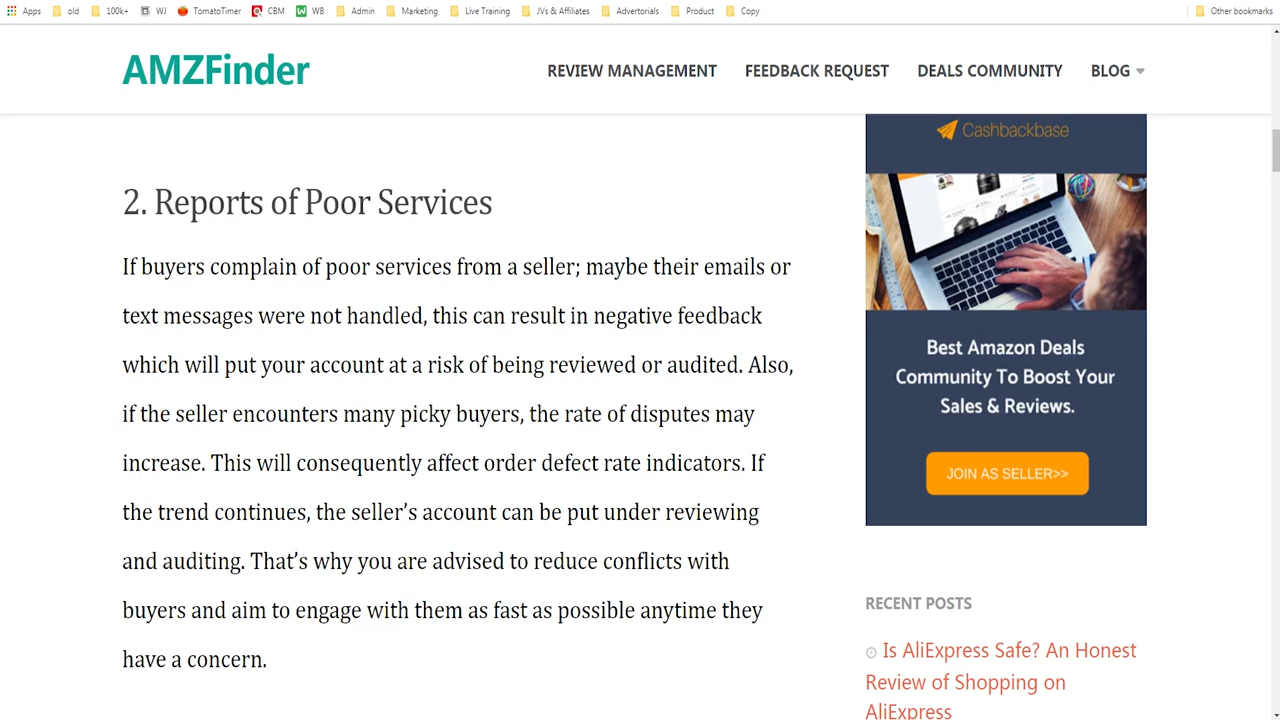 Apps old 100k+ WJ TomatoTimer CBM WB Admin Marketing Live Training JVs & Affiliates Advertorials Product Copy Other bookmarks
AMZFinder REVIEW MANAGEMENT FEEDBACK REQUEST DEALS COMMUNITY BLOG
2. Reports of Poor Services
If buyers complain of poor services from a seller; maybe their emails or
text messages were not handled, this can result in negative feedback
which will put your account at a risk of being reviewed or audited. Also,
if the seller encounters many picky buyers, the rate of disputes may
increase. This will consequently affect order defect rate indicators. If
the trend continues, the seller’s account can be put under reviewing
and auditing. That’s why you are advised to reduce conflicts with
buyers and aim to engage with them as fast as possible anytime they
have a concern.
Cashbackbase
Best Amazon Deals
Community To Boost Your
Sales & Reviews.
JOIN AS SELLER>>
RECENT POSTS
Is AliExpress Safe? An Honest
Review of Shopping on
AliExpress